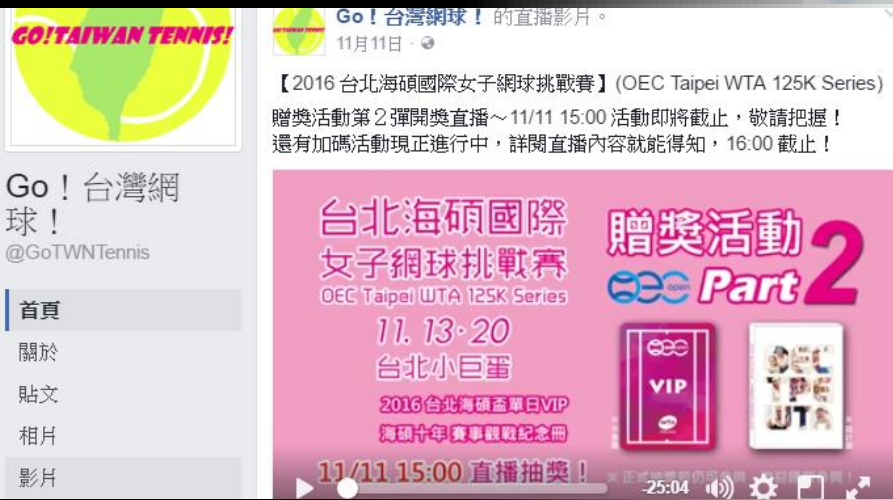 GO!TAIWAN TENNIS!
Go！台灣網球！
@GoTWNTennis
首頁
關於
貼文
相片
影片
Go！台灣網球！ 的直播影片。
11月11日
【2016 台北海碩國際女子網球挑戰賽】(OEC Taipei WTA 125K Series)
贈獎活動第２彈開獎直播～11/11 15:00 活動即將截止，敬請把握！
還有加碼活動現正進行中，詳閱直播內容就能得知，16:00 截止！
台北海碩國際
女子網球挑戰賽
OEC Taipei WTA 125K Series
11. 13-20
台北小巨蛋
2016 台北海碩盃單日VIP
海碩十年 賽事觀戰紀念冊
11/11 15:00 直播抽獎！
贈獎活動
OEC open Part 2
OEC
VIP
wta
OEC
TPE
WTA
-25:04